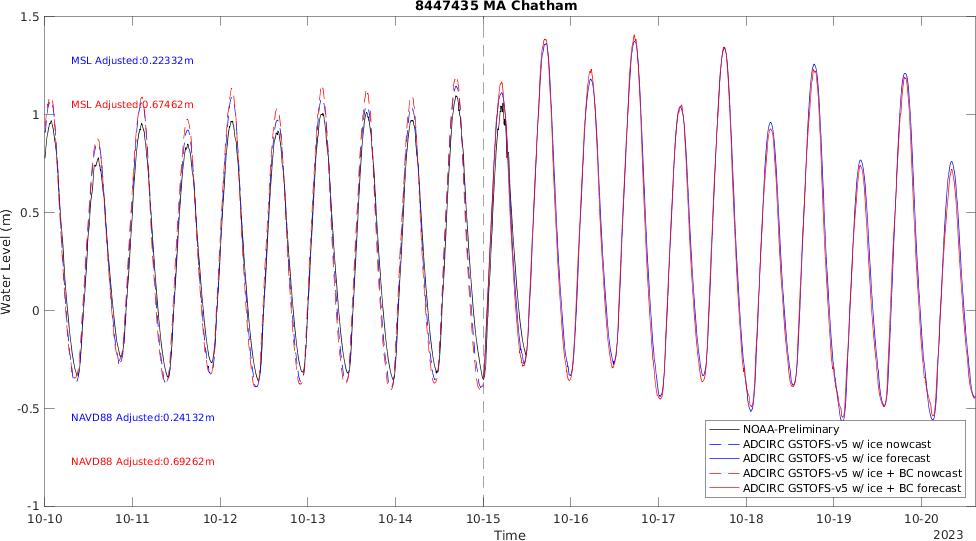 8447435 MA Chatham
1.5
1
0.5
0
-0.5
-1
Water Level (m)
MSL Adjusted:0.22332m
MSL Adjusted:0.67462m
NAVD88 Adjusted:0.24132m
NAVD88 Adjusted:0.69262m
NOAA-Preliminary
ADCIRC GSTOFS-v5 w/ ice nowcast
ADCIRC GSTOFS-v5 w/ ice forecast
ADCIRC GSTOFS-v5 w/ ice + BC nowcast
ADCIRC GSTOFS-v5 w/ ice + BC forecast
10-10 10-11 10-12 10-13 10-14 10-15 10-16 10-17 10-18 10-19 10-20
Time
2023